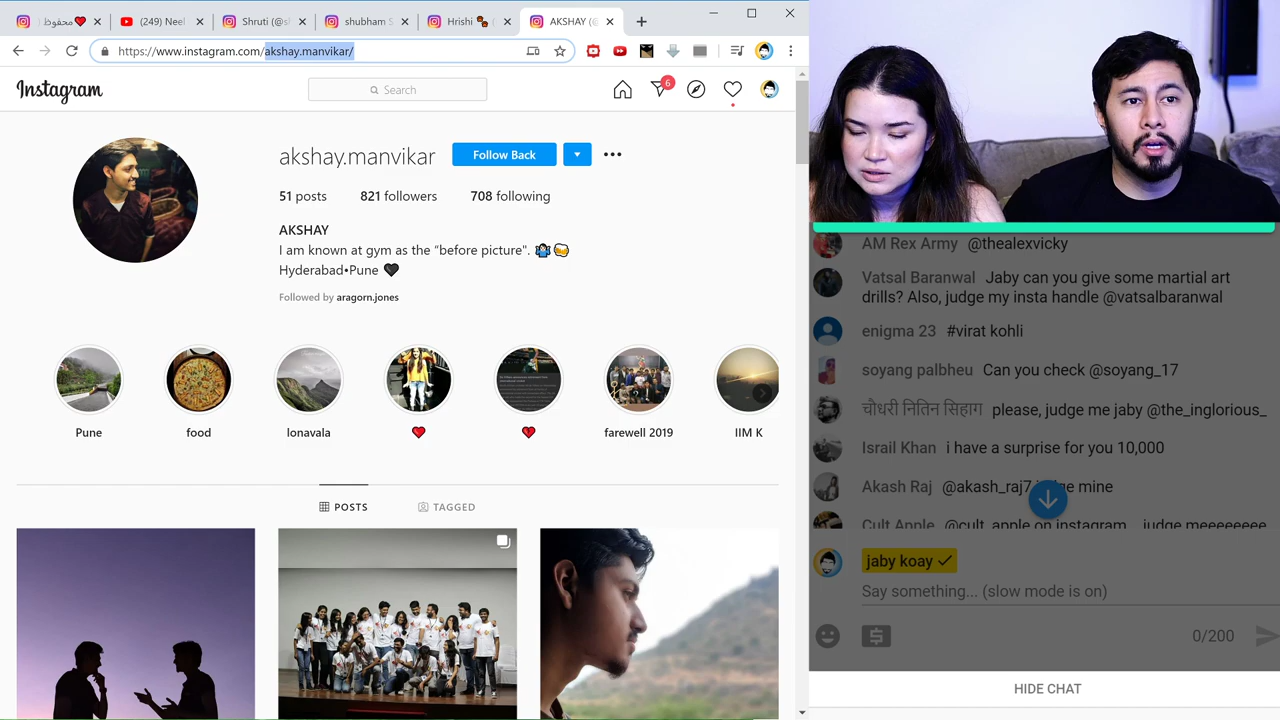 محفوظ
(249) Neel
Shruti (@s
shubham S
Hrishi
AKSHAY (@
https://www.instagram.com/akshay.manvikar/
Instagram
Search
6
akshay.manvikar
Follow Back
51 posts 821 followers 708 following
AKSHAY
I am known at gym as the “before picture”.
Hyderabad•Pune
Followed by aragorn.jones
Pune
food
lonavala
farewell 2019
IIM K
POSTS
TAGGED
AM Rex Army @thealexvicky
Vatsal Baranwal Jaby can you give some martial art
drills? Also, judge my insta handle @vatsalbaranwal
enigma 23 #virat kohli
soyang palbheu Can you check @soyang_17
चौधरी नितिन सिहाग please, judge me jaby @the_inglorious_
Israil Khan i have a surprise for you 10,000
Akash Raj @akash_raj7 judge mine
Cult Apple @cult_apple on instagram... judge meeeeeeee
jaby koay
Say something... (slow mode is on)
0/200
HIDE CHAT